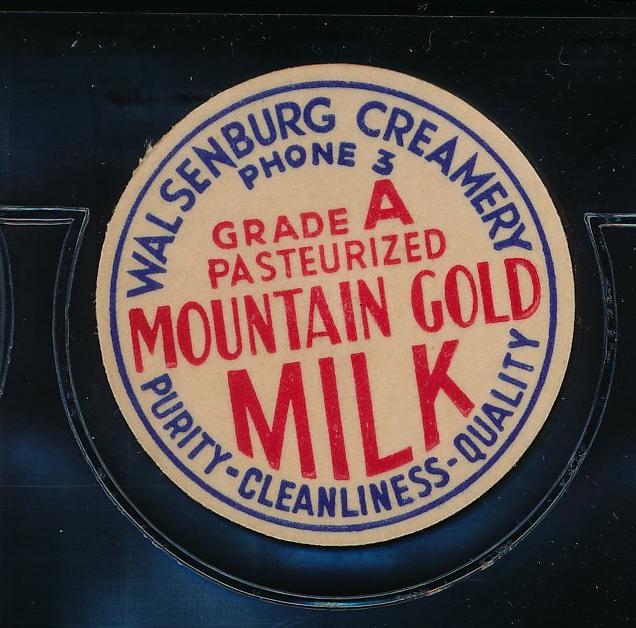 WALSENBURG CREAMERY
PHONE 3
GRADE A
PASTEURIZED
MOUNTAIN GOLD
MILK
PURITY-CLEANLINESS-QUALITY